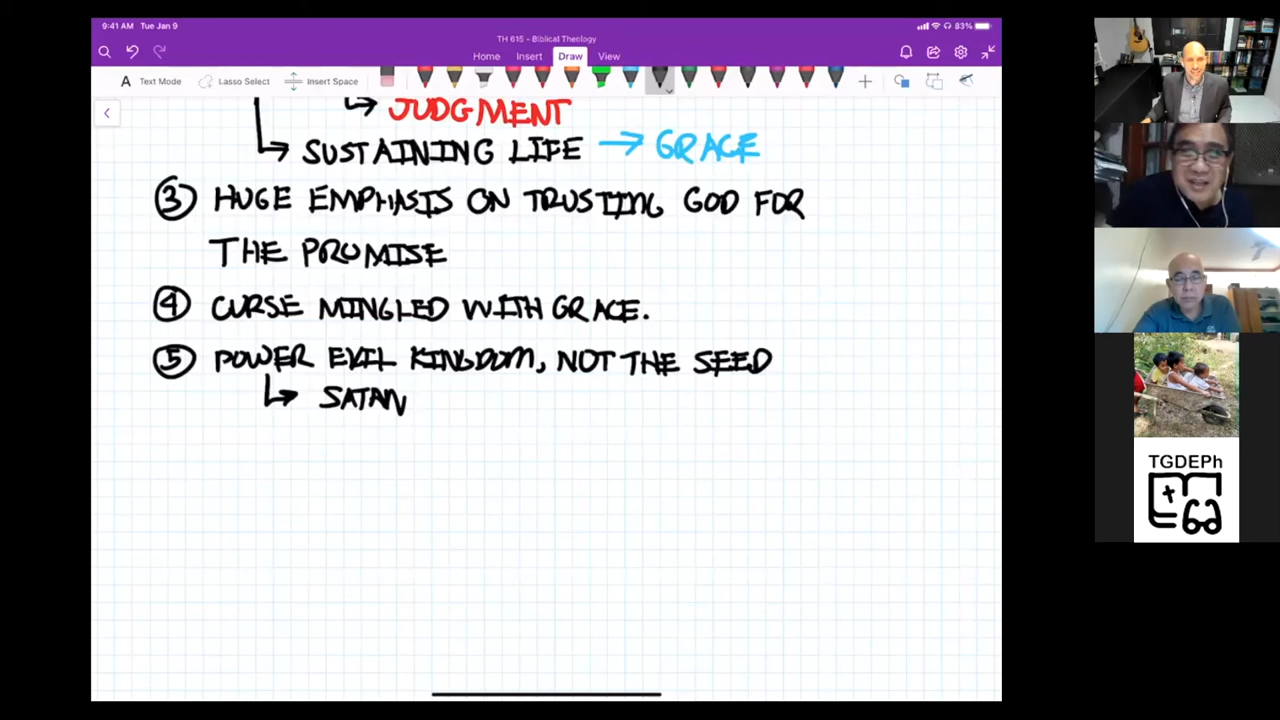 9:41 AM Tue Jan 9
83%
TH 615 - Biblical Theology
Home Insert Draw View
Text Mode Lasso Select Insert Space
↳ JUDGMENT
↳ SUSTAINING LIFE → GRACE
③ HUGE EMPHASIS ON TRUSTING GOD FOR
THE PROMISE
④ CURSE MINGLED WITH GRACE.
⑤ POWER EVIL KINGDOM, NOT THE SEED
↳ SATAN
TGDEPh